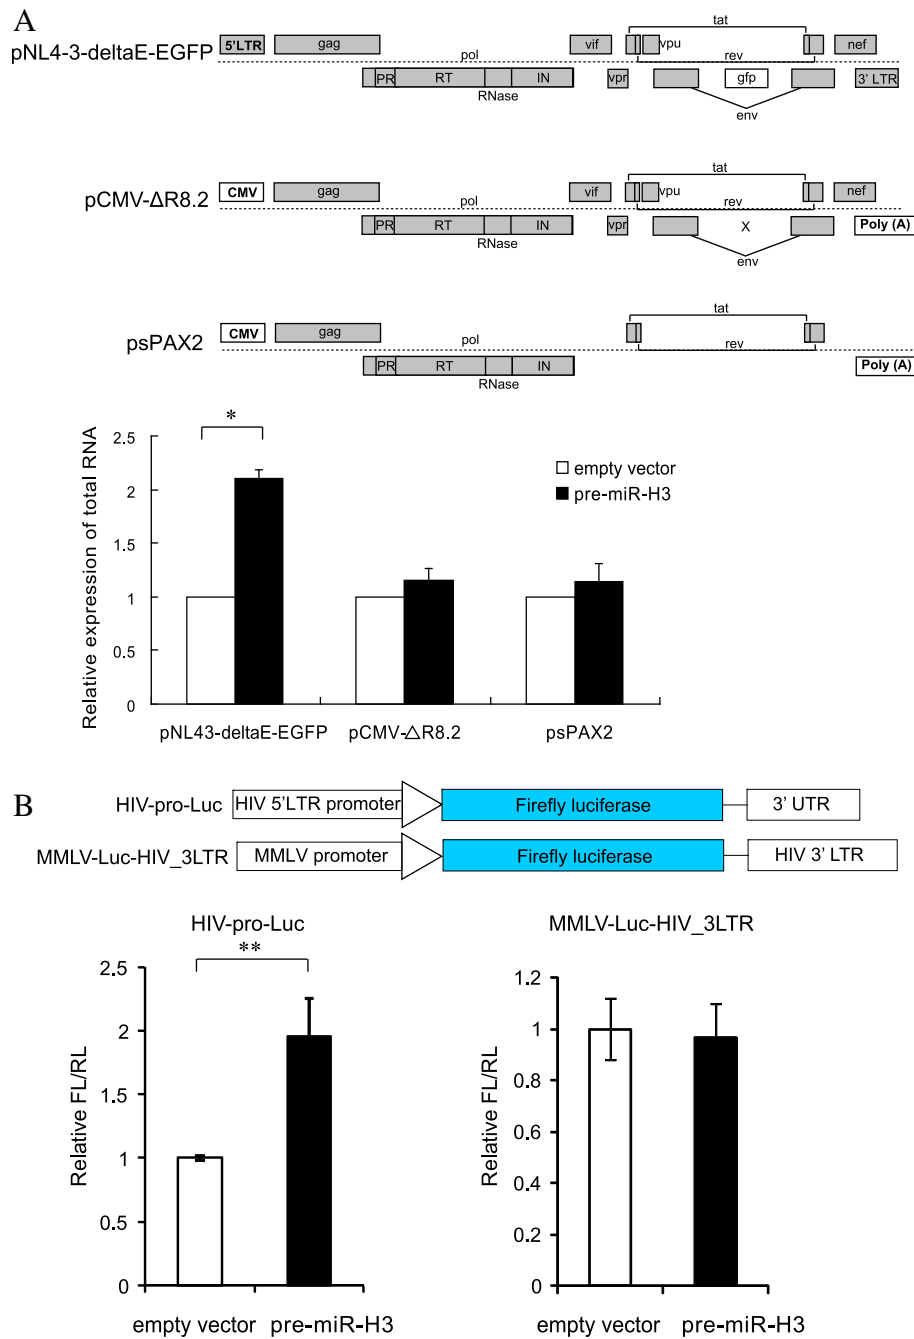 A
pNL4-3-deltaE-EGFP
5'LTR gag pol vif tat vpu rev nef
PR RT RNase IN vpr gfp env 3' LTR
pCMV-ΔR8.2
CMV gag pol vif tat vpu rev nef
PR RT RNase IN vpr X env Poly (A)
psPAX2
CMV gag pol tat rev
PR RT RNase IN Poly (A)
Relative expression of total RNA
2.5
2
1.5
1
0.5
0
*
empty vector
pre-miR-H3
pNL43-deltaE-EGFP pCMV-△R8.2 psPAX2
B
HIV-pro-Luc HIV 5'LTR promoter Firefly luciferase 3' UTR
MMLV-Luc-HIV_3LTR MMLV promoter Firefly luciferase HIV 3' LTR
HIV-pro-Luc
**
Relative FL/RL
2.5
2
1.5
1
0.5
0
empty vector pre-miR-H3
MMLV-Luc-HIV_3LTR
Relative FL/RL
1.2
1
0.8
0.6
0.4
0.2
0
empty vector pre-miR-H3